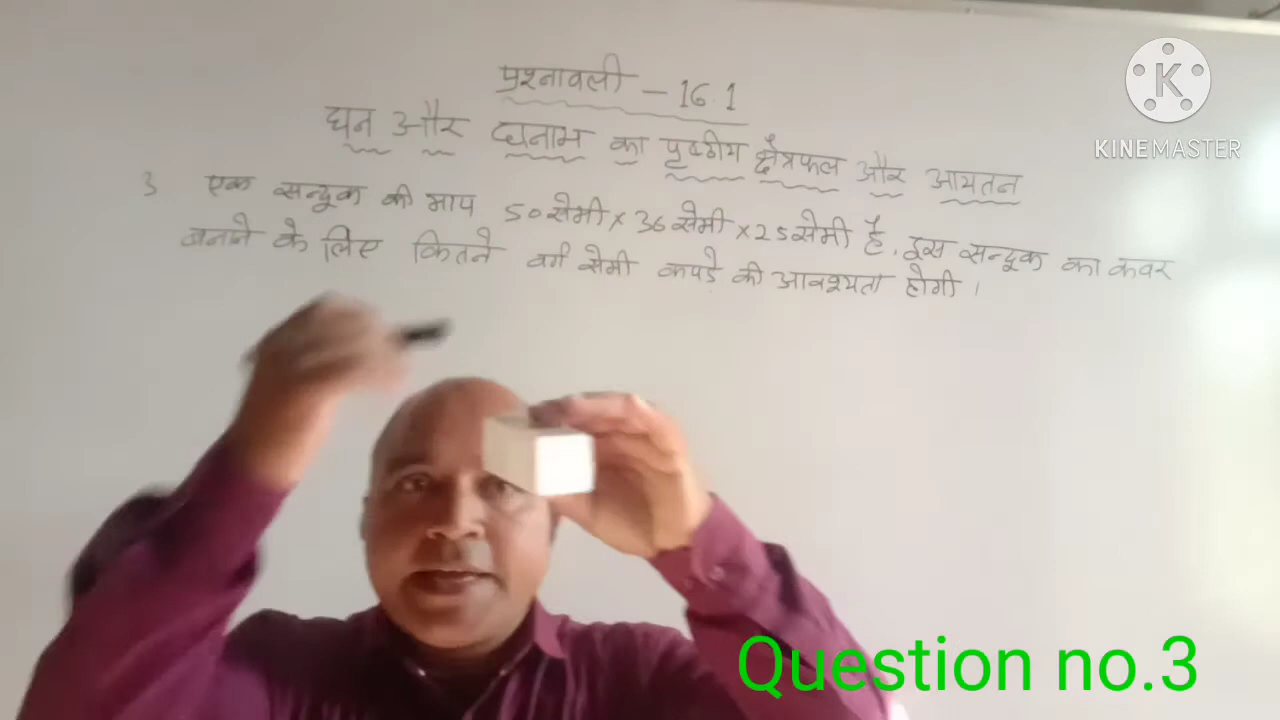 KINEMASTER
प्रश्नावली - 16.1
घन और घनाभ का पृष्ठीय क्षेत्रफल और आयतन
3 एक सन्दूक की माप 50 सेमी × 36 सेमी × 25 सेमी है, इस सन्दूक का कवर
बनाने के लिए कितने वर्ग सेमी कपड़े की आवश्यता होगी ।
Question no.3